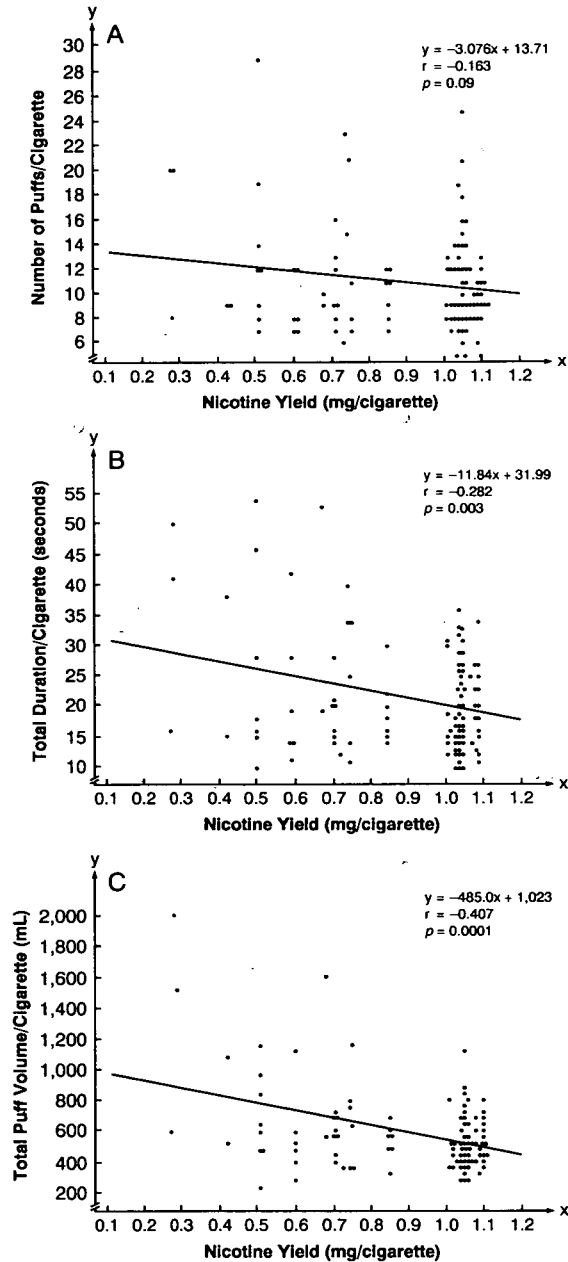 y
A
y = –3.076x + 13.71
r = –0.163
p = 0.09
30
28
26
24
22
20
18
16
14
12
10
8
6
Number of Puffs/Cigarette
0.1 0.2 0.3 0.4 0.5 0.6 0.7 0.8 0.9 1.0 1.1 1.2
x
Nicotine Yield (mg/cigarette)
y
B
y = –11.84x + 31.99
r = –0.282
p = 0.003
55
50
45
40
35
30
25
20
15
10
Total Duration/Cigarette (seconds)
0.1 0.2 0.3 0.4 0.5 0.6 0.7 0.8 0.9 1.0 1.1 1.2
x
Nicotine Yield (mg/cigarette)
y
C
y = –485.0x + 1,023
r = –0.407
p = 0.0001
2,000
1,800
1,600
1,400
1,200
1,000
800
600
400
200
Total Puff Volume/Cigarette (mL)
0.1 0.2 0.3 0.4 0.5 0.6 0.7 0.8 0.9 1.0 1.1 1.2
x
Nicotine Yield (mg/cigarette)